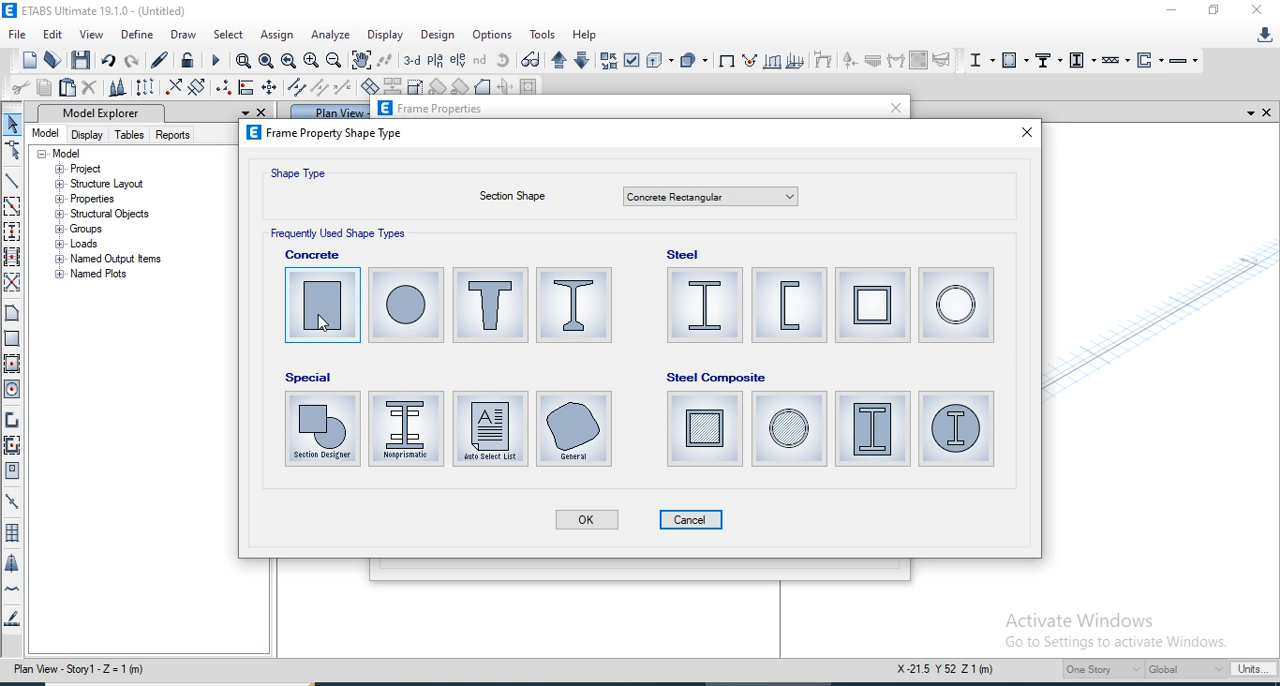 ETABS Ultimate 19.1.0 - (Untitled)
File Edit View Define Draw Select Assign Analyze Display Design Options Tools Help
3-d nd
Model Explorer
Plan View -
Frame Properties
Frame Property Shape Type
Model Display Tables Reports
Model
Project
Structure Layout
Properties
Structural Objects
Groups
Loads
Named Output Items
Named Plots
Shape Type
Section Shape Concrete Rectangular
Frequently Used Shape Types
Concrete Steel
Special Steel Composite
Section Designer Nonprismatic Auto Select List General
OK Cancel
Activate Windows
Go to Settings to activate Windows.
Plan View - Story1 - Z = 1 (m) X -21.5 Y 52 Z 1 (m) One Story Global Units...